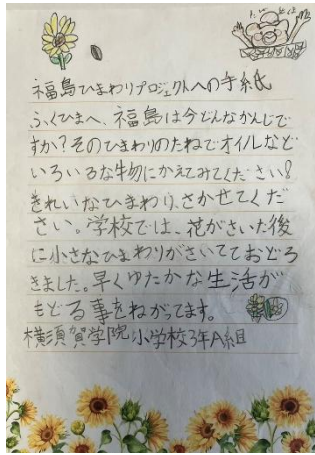 福島ひまわりプロジェクトへの手紙
ふくひまへ、福島は今どんなかんじで
すか?そのひまわりのたねでオイルなど
いろいろな物にかえてみてください!
きれいなひまわり、さかせてくだ
さい。学校では、花がさいた後
に小さなひまわりがさいてておどろ
きました。早くゆたかな生活が
もどる事をねがってます。
横須賀学院小学校3年A組